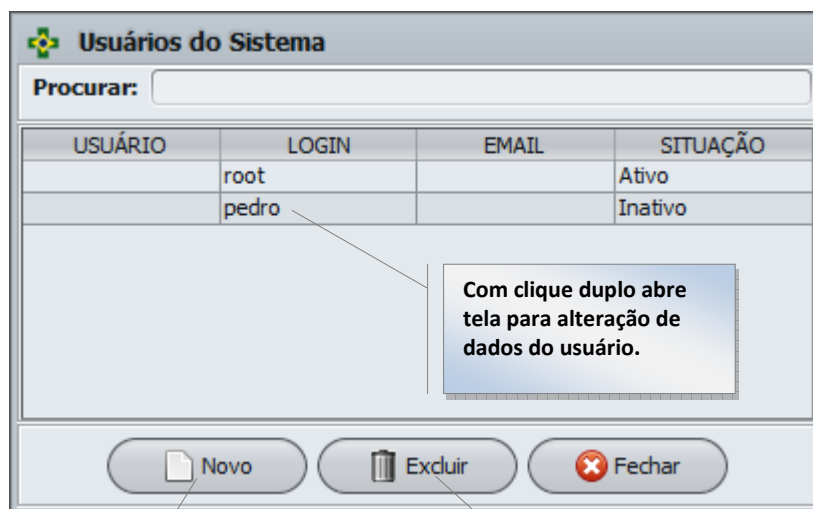 Usuários do Sistema
Procurar:
USUÁRIO LOGIN EMAIL SITUAÇÃO
root Ativo
pedro Inativo
Com clique duplo abre
tela para alteração de
dados do usuário.
Novo Excluir Fechar